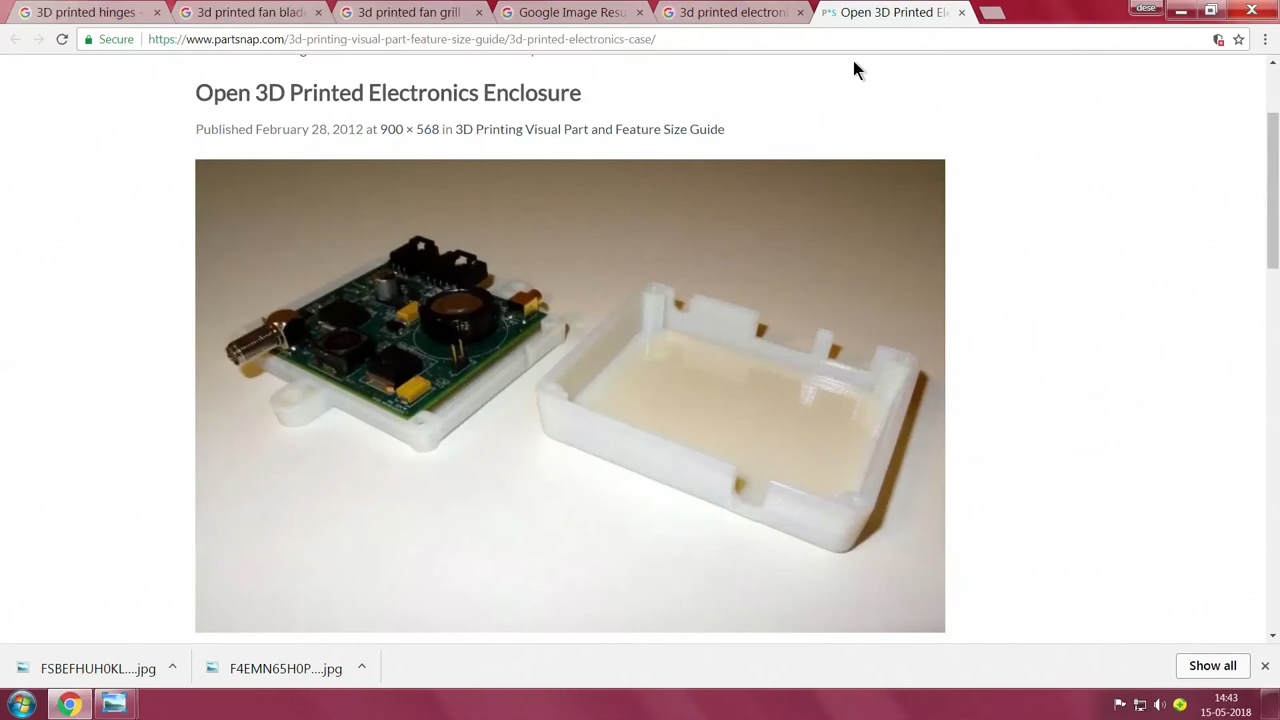 3D printed hinges -
3d printed fan blade
3d printed fan grill
Google Image Resu
3d printed electroni
P*S Open 3D Printed El
dese
Secure https://www.partsnap.com/3d-printing-visual-part-feature-size-guide/3d-printed-electronics-case/
Open 3D Printed Electronics Enclosure
Published February 28, 2012 at 900 × 568 in 3D Printing Visual Part and Feature Size Guide
FSBEFHUH0KL....jpg
F4EMN65H0P....jpg
Show all
14:43
15-05-2018